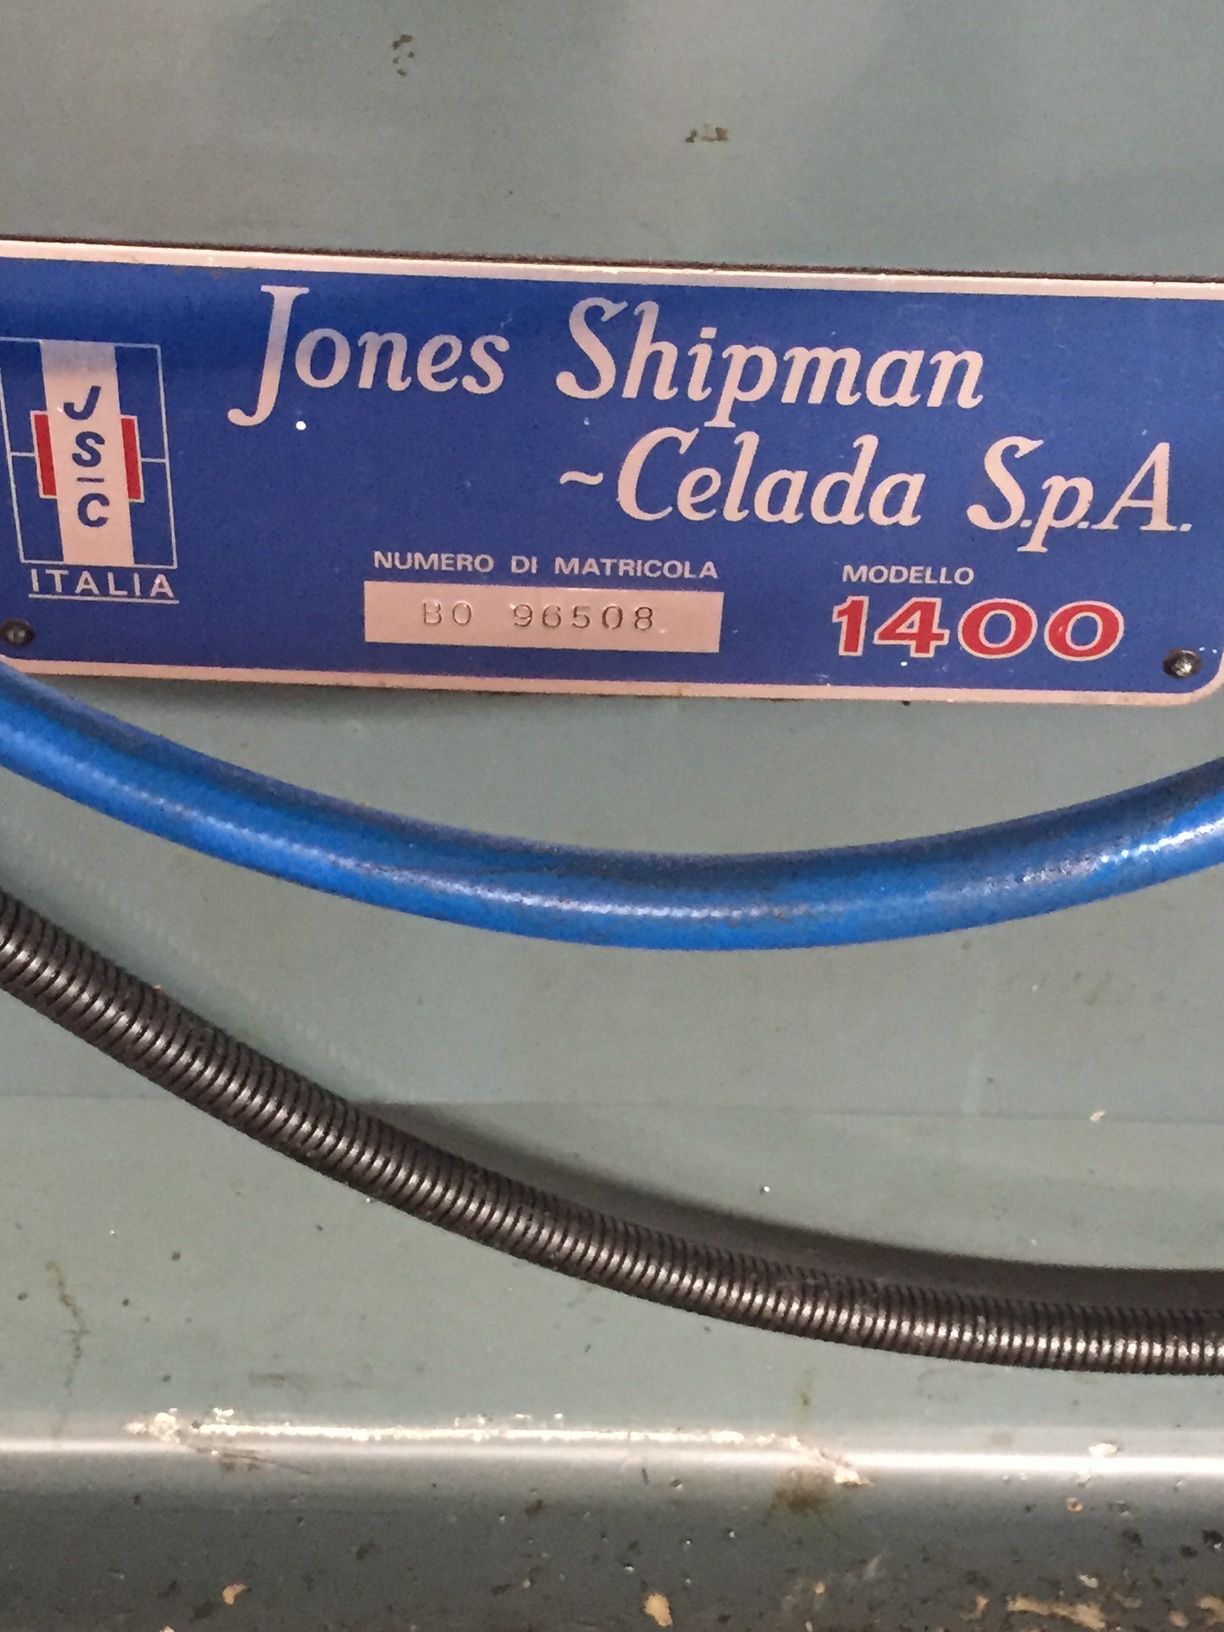 J
S
-
C
ITALIA
Jones Shipman
~Celada S.p.A.
NUMERO DI MATRICOLA
BO 96508
MODELLO
1400